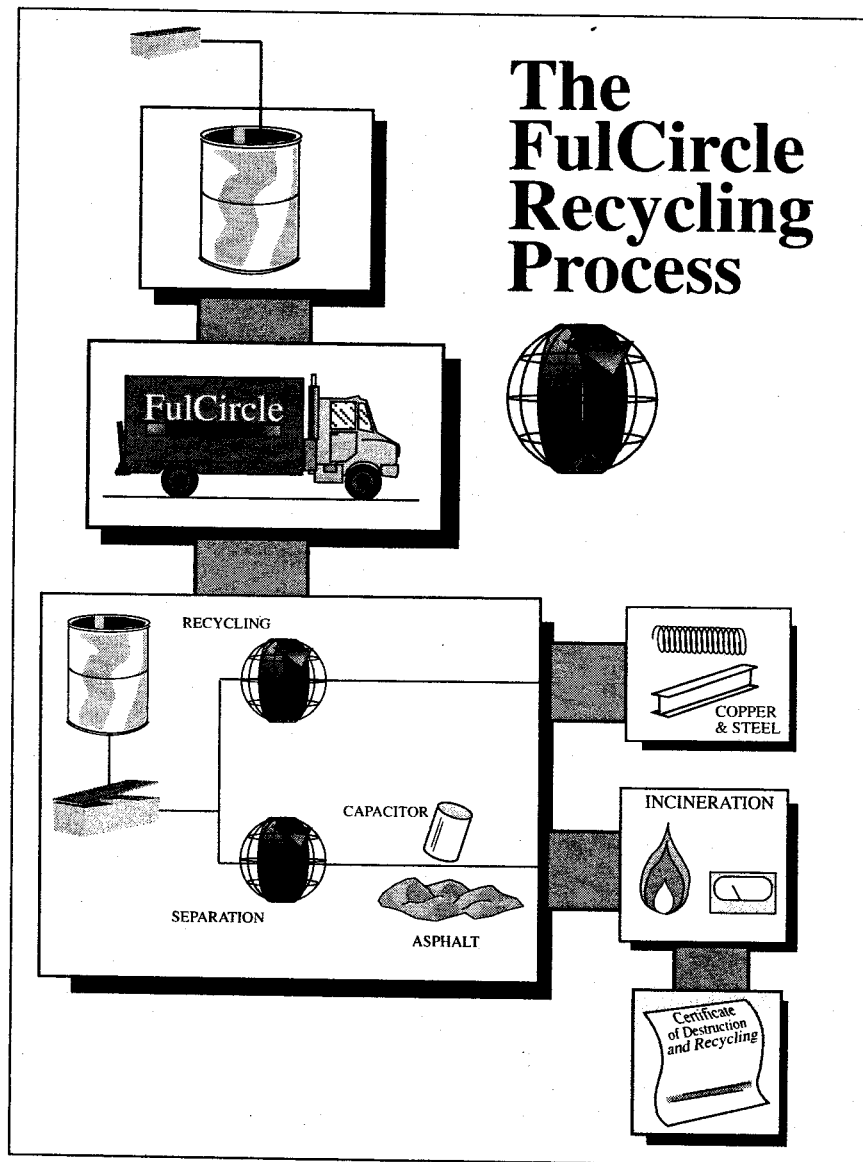 The
FulCircle
Recycling
Process
FulCircle
RECYCLING
COPPER
& STEEL
CAPACITOR
INCINERATION
SEPARATION
ASPHALT
Certificate
of Destruction
and Recycling